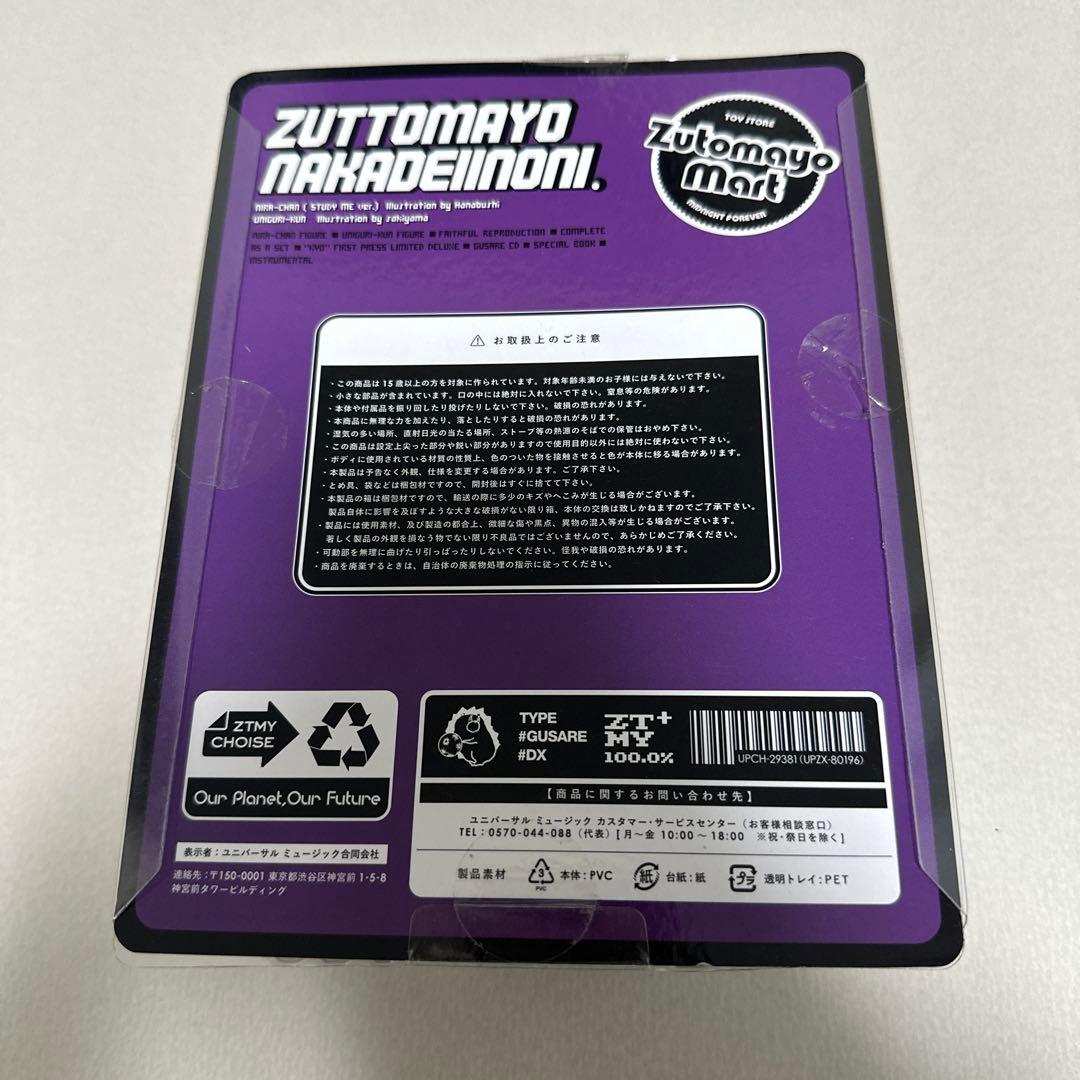 ZUTTOMAYO
NAKADEIINONI.
TOY STORE
Zutomayo
Mart
MIDNIGHT FOREVER
NIRA-CHAN ( STUDY ME ver.) Illustration by Hanabushi
UNIGURI-KUN Illustration by sakiyama
NIRA-CHAN FIGURE ■ UNIGURI-KUN FIGURE ■ FAITHFUL REPRODUCTION ■ COMPLETE
AS A SET ■ "KYO" FIRST PRESS LIMITED DELUXE ■ GUSARE CD ■ SPECIAL BOOK ■
INSTRUMENTAL
⚠ お取扱上のご注意
・この商品は15歳以上の方を対象に作られています。対象年齢未満のお子様には与えないで下さい。
・小さな部品が含まれています。口の中には絶対に入れないで下さい。窒息等の危険があります。
・本体や付属品を振り回したり投げたりしないで下さい。破損の恐れがあります。
・本商品に無理な力を加えたり、落としたりすると破損の恐れがあります。
・湿気の多い場所、直射日光の当たる場所、ストーブ等の熱源のそばでの保管はおやめ下さい。
・この商品は設定上尖った部分や鋭い部分がありますので使用目的以外には絶対に使わないで下さい。
・ボディに使用されている材質の性質上、色のついた物を接触させると色が本体に移る場合があります。
・本製品は予告なく外観、仕様を変更する場合があります。ご了承下さい。
・とめ具、袋などは梱包材ですので、開封後はすぐに捨てて下さい。
・本製品の箱は梱包材ですので、輸送の際に多少のキズやへこみが生じる場合がございます。
製品自体に影響を及ぼすような大きな破損がない限り箱、本体の交換は致しかねますのでご了承下さい。
・製品には使用素材、及び製造の都合上、微細な傷や黒点、異物の混入等が生じる場合がございます。
著しく製品の外観を損なう物でない限り不良品ではございませんので、あらかじめご了承ください。
・可動部を無理に曲げたり引っぱったりしないでください。怪我や破損の恐れがあります。
・商品を廃棄するときは、自治体の廃棄物処理の指示に従ってください。
ZTMY
CHOISE
Our Planet,Our Future
表示者：ユニバーサル ミュージック合同会社
連絡先：〒150-0001 東京都渋谷区神宮前 1-5-8
神宮前タワービルディング
TYPE
#GUSARE
#DX
ZT+
MY
100.0%
UPCH-29381(UPZX-80196)
【商品に関するお問い合わせ先】
ユニバーサル ミュージック カスタマー・サービスセンター（お客様相談窓口）
TEL：0570-044-088（代表）[月〜金 10:00 〜 18:00 ※祝・祭日を除く]
製品素材 3 PVC 本体：PVC 紙 台紙：紙 プラ 透明トレイ：PET